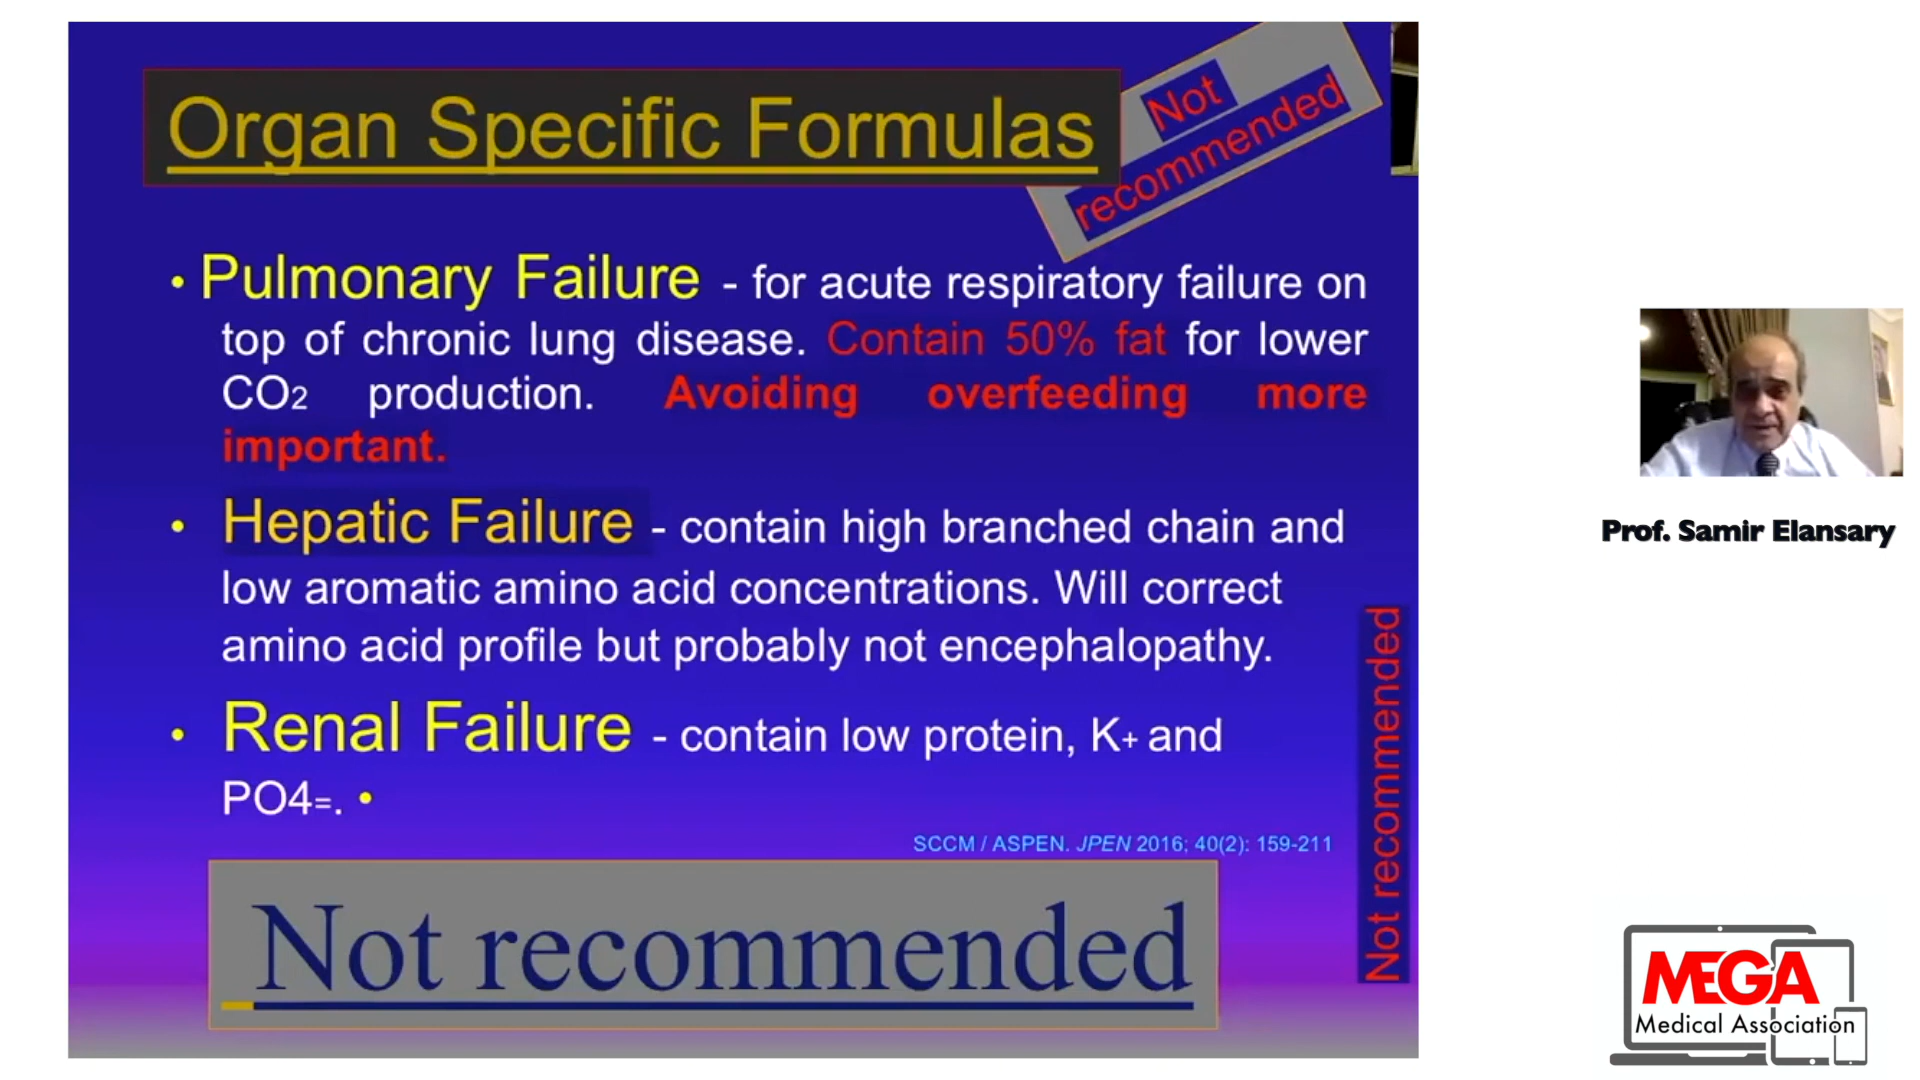 Organ Specific Formulas
Not
recommended
• Pulmonary Failure - for acute respiratory failure on
top of chronic lung disease. Contain 50% fat for lower
CO2 production. Avoiding overfeeding more
important.
• Hepatic Failure - contain high branched chain and
low aromatic amino acid concentrations. Will correct
amino acid profile but probably not encephalopathy.
• Renal Failure - contain low protein, K+ and
PO4=. •
SCCM / ASPEN. JPEN 2016; 40(2): 159-211
Not recommended
Not recommended
Prof. Samir Elansary
MEGA
Medical Association